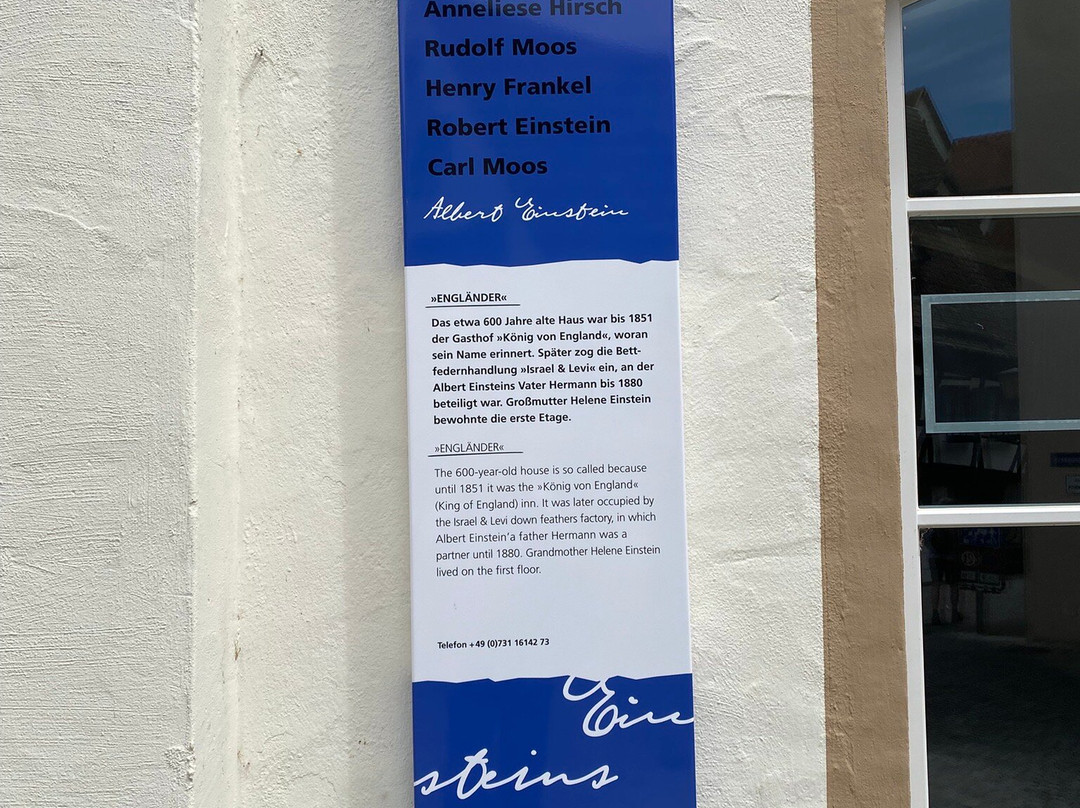 Anneliese Hirsch
Rudolf Moos
Henry Frankel
Robert Einstein
Carl Moos
Albert Einstein
»ENGLÄNDER«
Das etwa 600 Jahre alte Haus war bis 1851
der Gasthof »König von England«, woran
sein Name erinnert. Später zog die Bett-
federnhandlung »Israel & Levi« ein, an der
Albert Einsteins Vater Hermann bis 1880
beteiligt war. Großmutter Helene Einstein
bewohnte die erste Etage.
»ENGLÄNDER«
The 600-year-old house is so called because
until 1851 it was the »König von England«
(King of England) inn. It was later occupied by
the Israel & Levi down feathers factory, in which
Albert Einstein'a father Hermann was a
partner until 1880. Grandmother Helene Einstein
lived on the first floor.
Telefon +49 (0)731 16142 73
Ein
steins